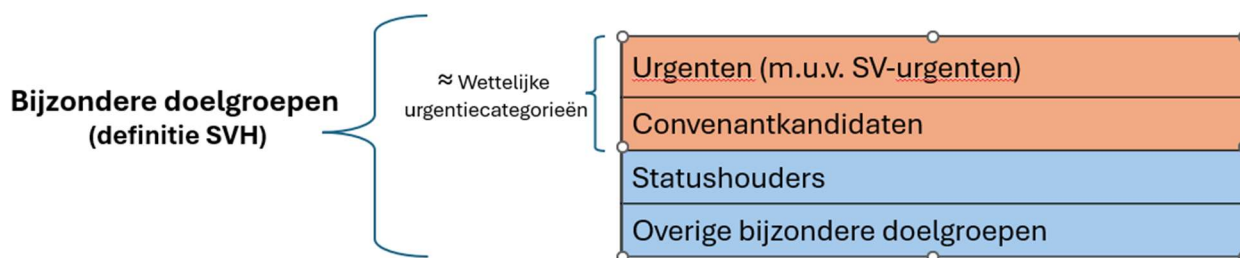 Bijzondere doelgroepen
(definitie SVH)
≈ Wettelijke
urgentiecategorieën
Urgenten (m.u.v. SV-urgenten)
Convenantkandidaten
Statushouders
Overige bijzondere doelgroepen